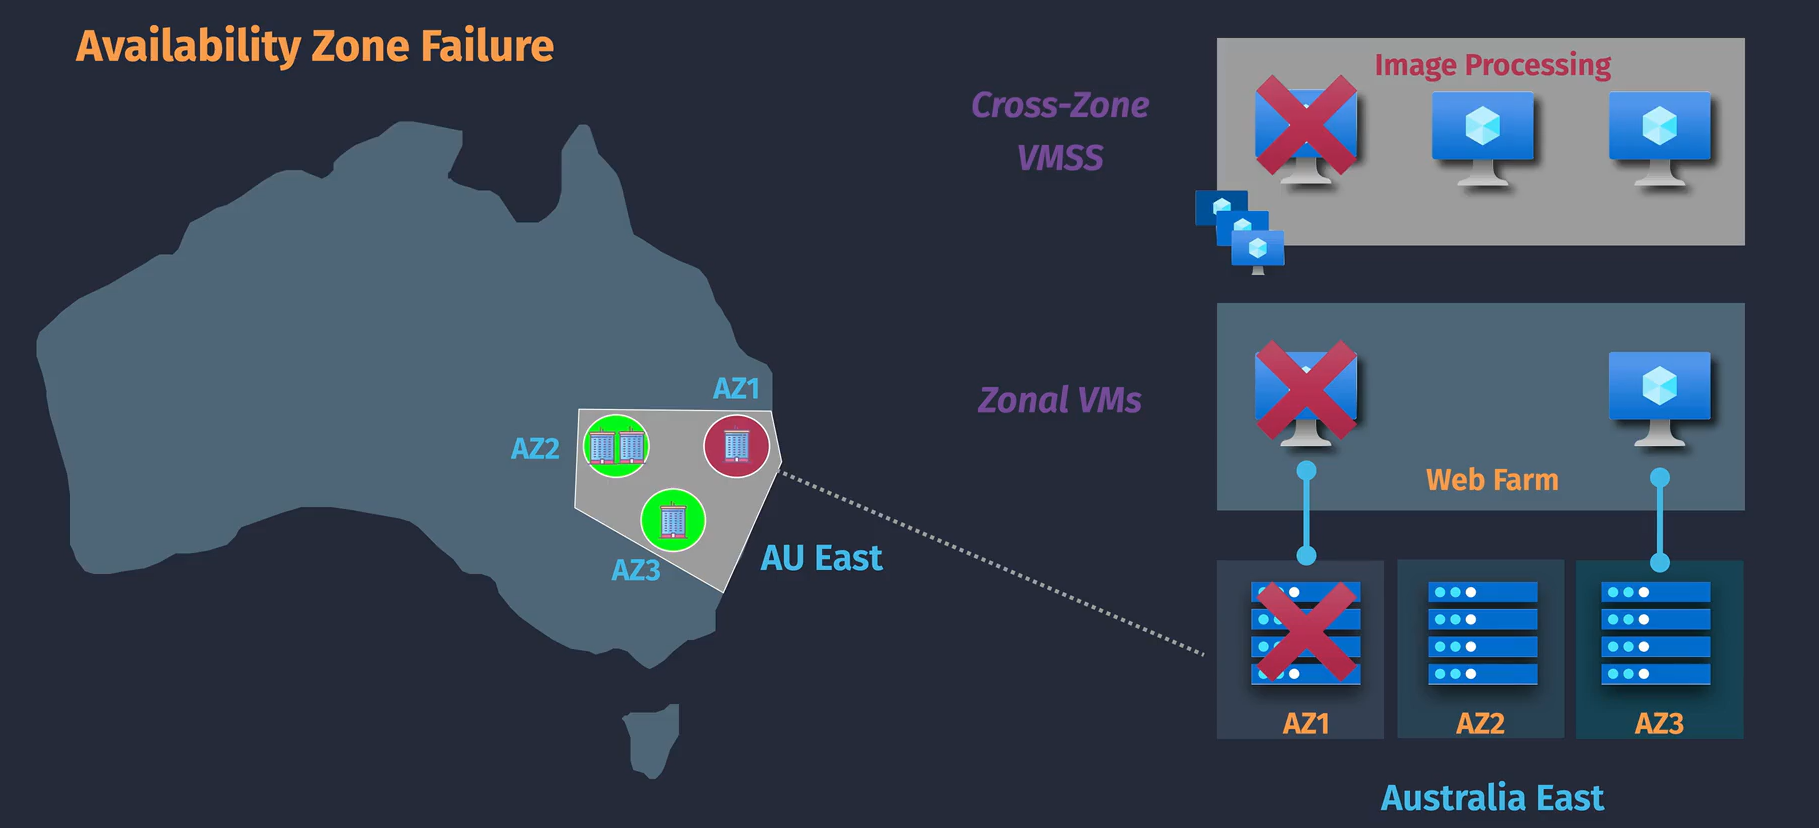 Availability Zone Failure
Cross-Zone
VMSS
Image Processing
Zonal VMs
Web Farm
AZ1
AZ2
AZ3
AU East
AZ1
AZ2
AZ3
Australia East